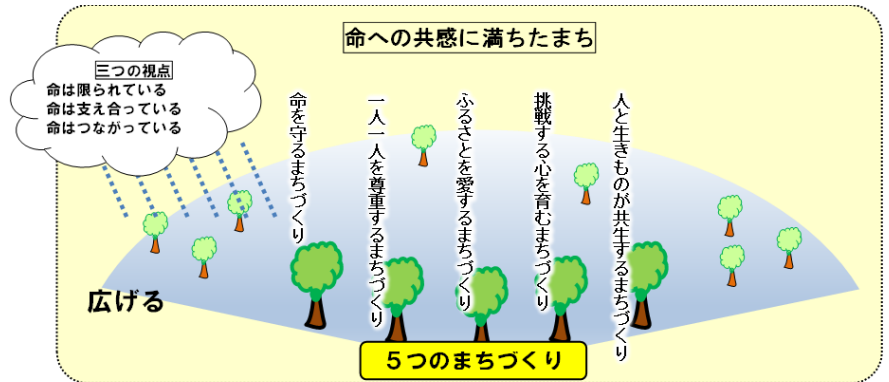 命への共感に満ちたまち
三つの視点
命は限られている
命は支え合っている
命はつながっている
命を守るまちづくり
一人一人を尊重するまちづくり
ふるさとを愛するまちづくり
挑戦する心を育むまちづくり
人と生きものが共生するまちづくり
広げる
５つのまちづくり